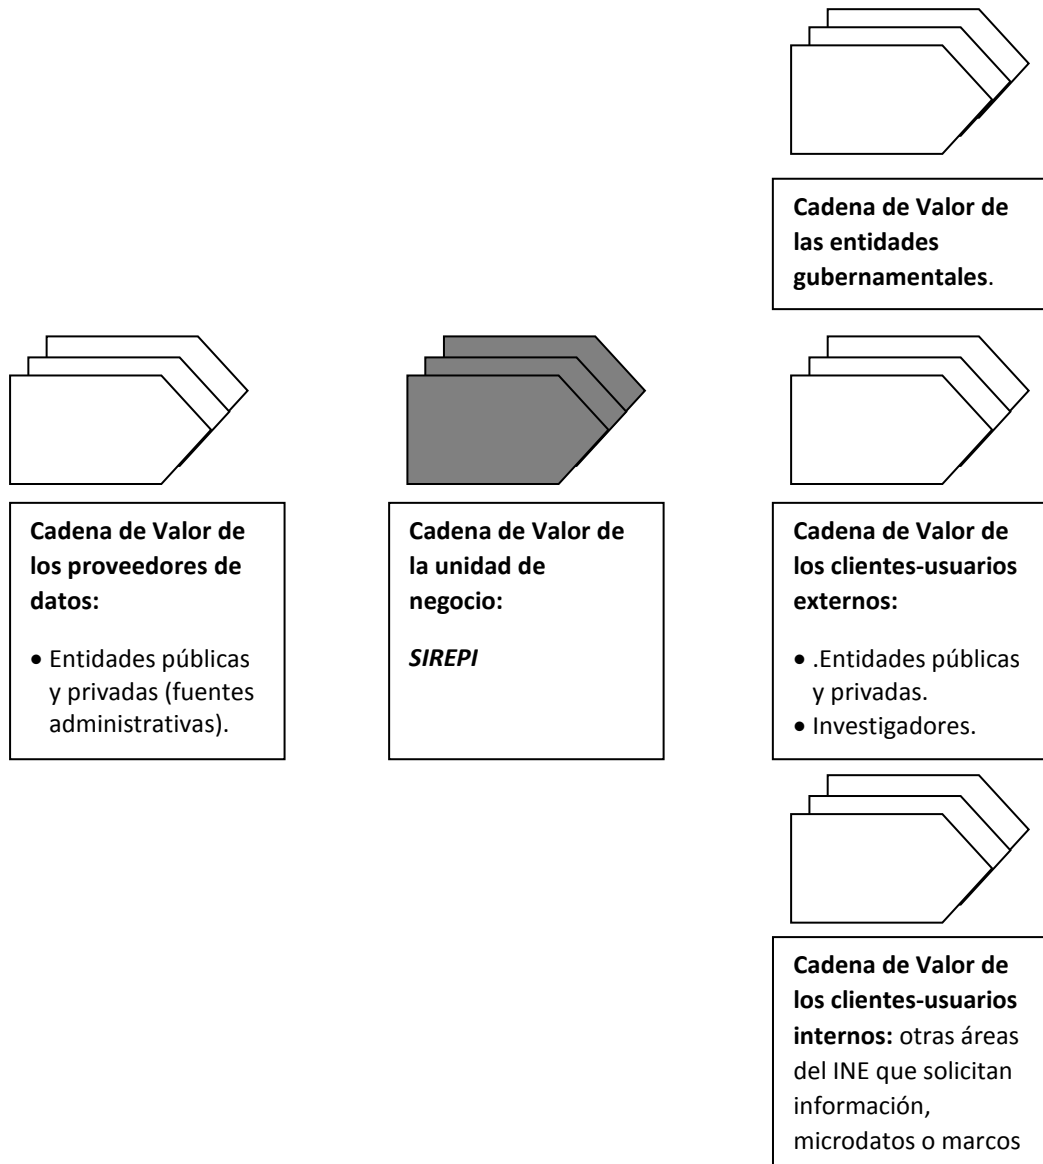 Cadena de Valor de
las entidades
gubernamentales.
Cadena de Valor de
los proveedores de
datos:
• Entidades públicas
y privadas (fuentes
administrativas).
Cadena de Valor de
la unidad de
negocio:
SIREPI
Cadena de Valor de
los clientes-usuarios
externos:
• .Entidades públicas
y privadas.
• Investigadores.
Cadena de Valor de
los clientes-usuarios
internos: otras áreas
del INE que solicitan
información,
microdatos o marcos